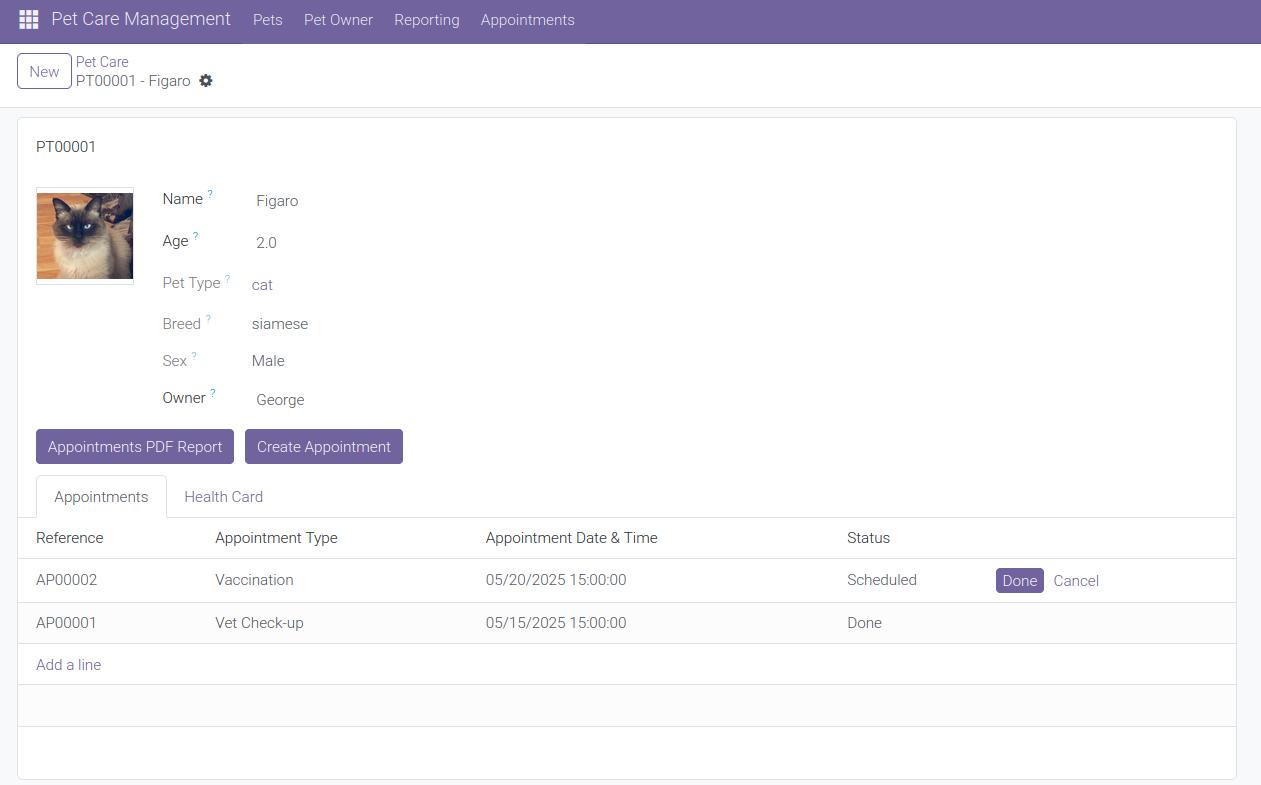 Pet Care Management Pets Pet Owner Reporting Appointments
New
Pet Care
PT00001 - Figaro
PT00001
Name ? Figaro
Age ? 2.0
Pet Type ? cat
Breed ? siamese
Sex ? Male
Owner ? George
Appointments PDF Report Create Appointment
Appointments Health Card
Reference Appointment Type Appointment Date & Time Status
AP00002 Vaccination 05/20/2025 15:00:00 Scheduled Done Cancel
AP00001 Vet Check-up 05/15/2025 15:00:00 Done
Add a line